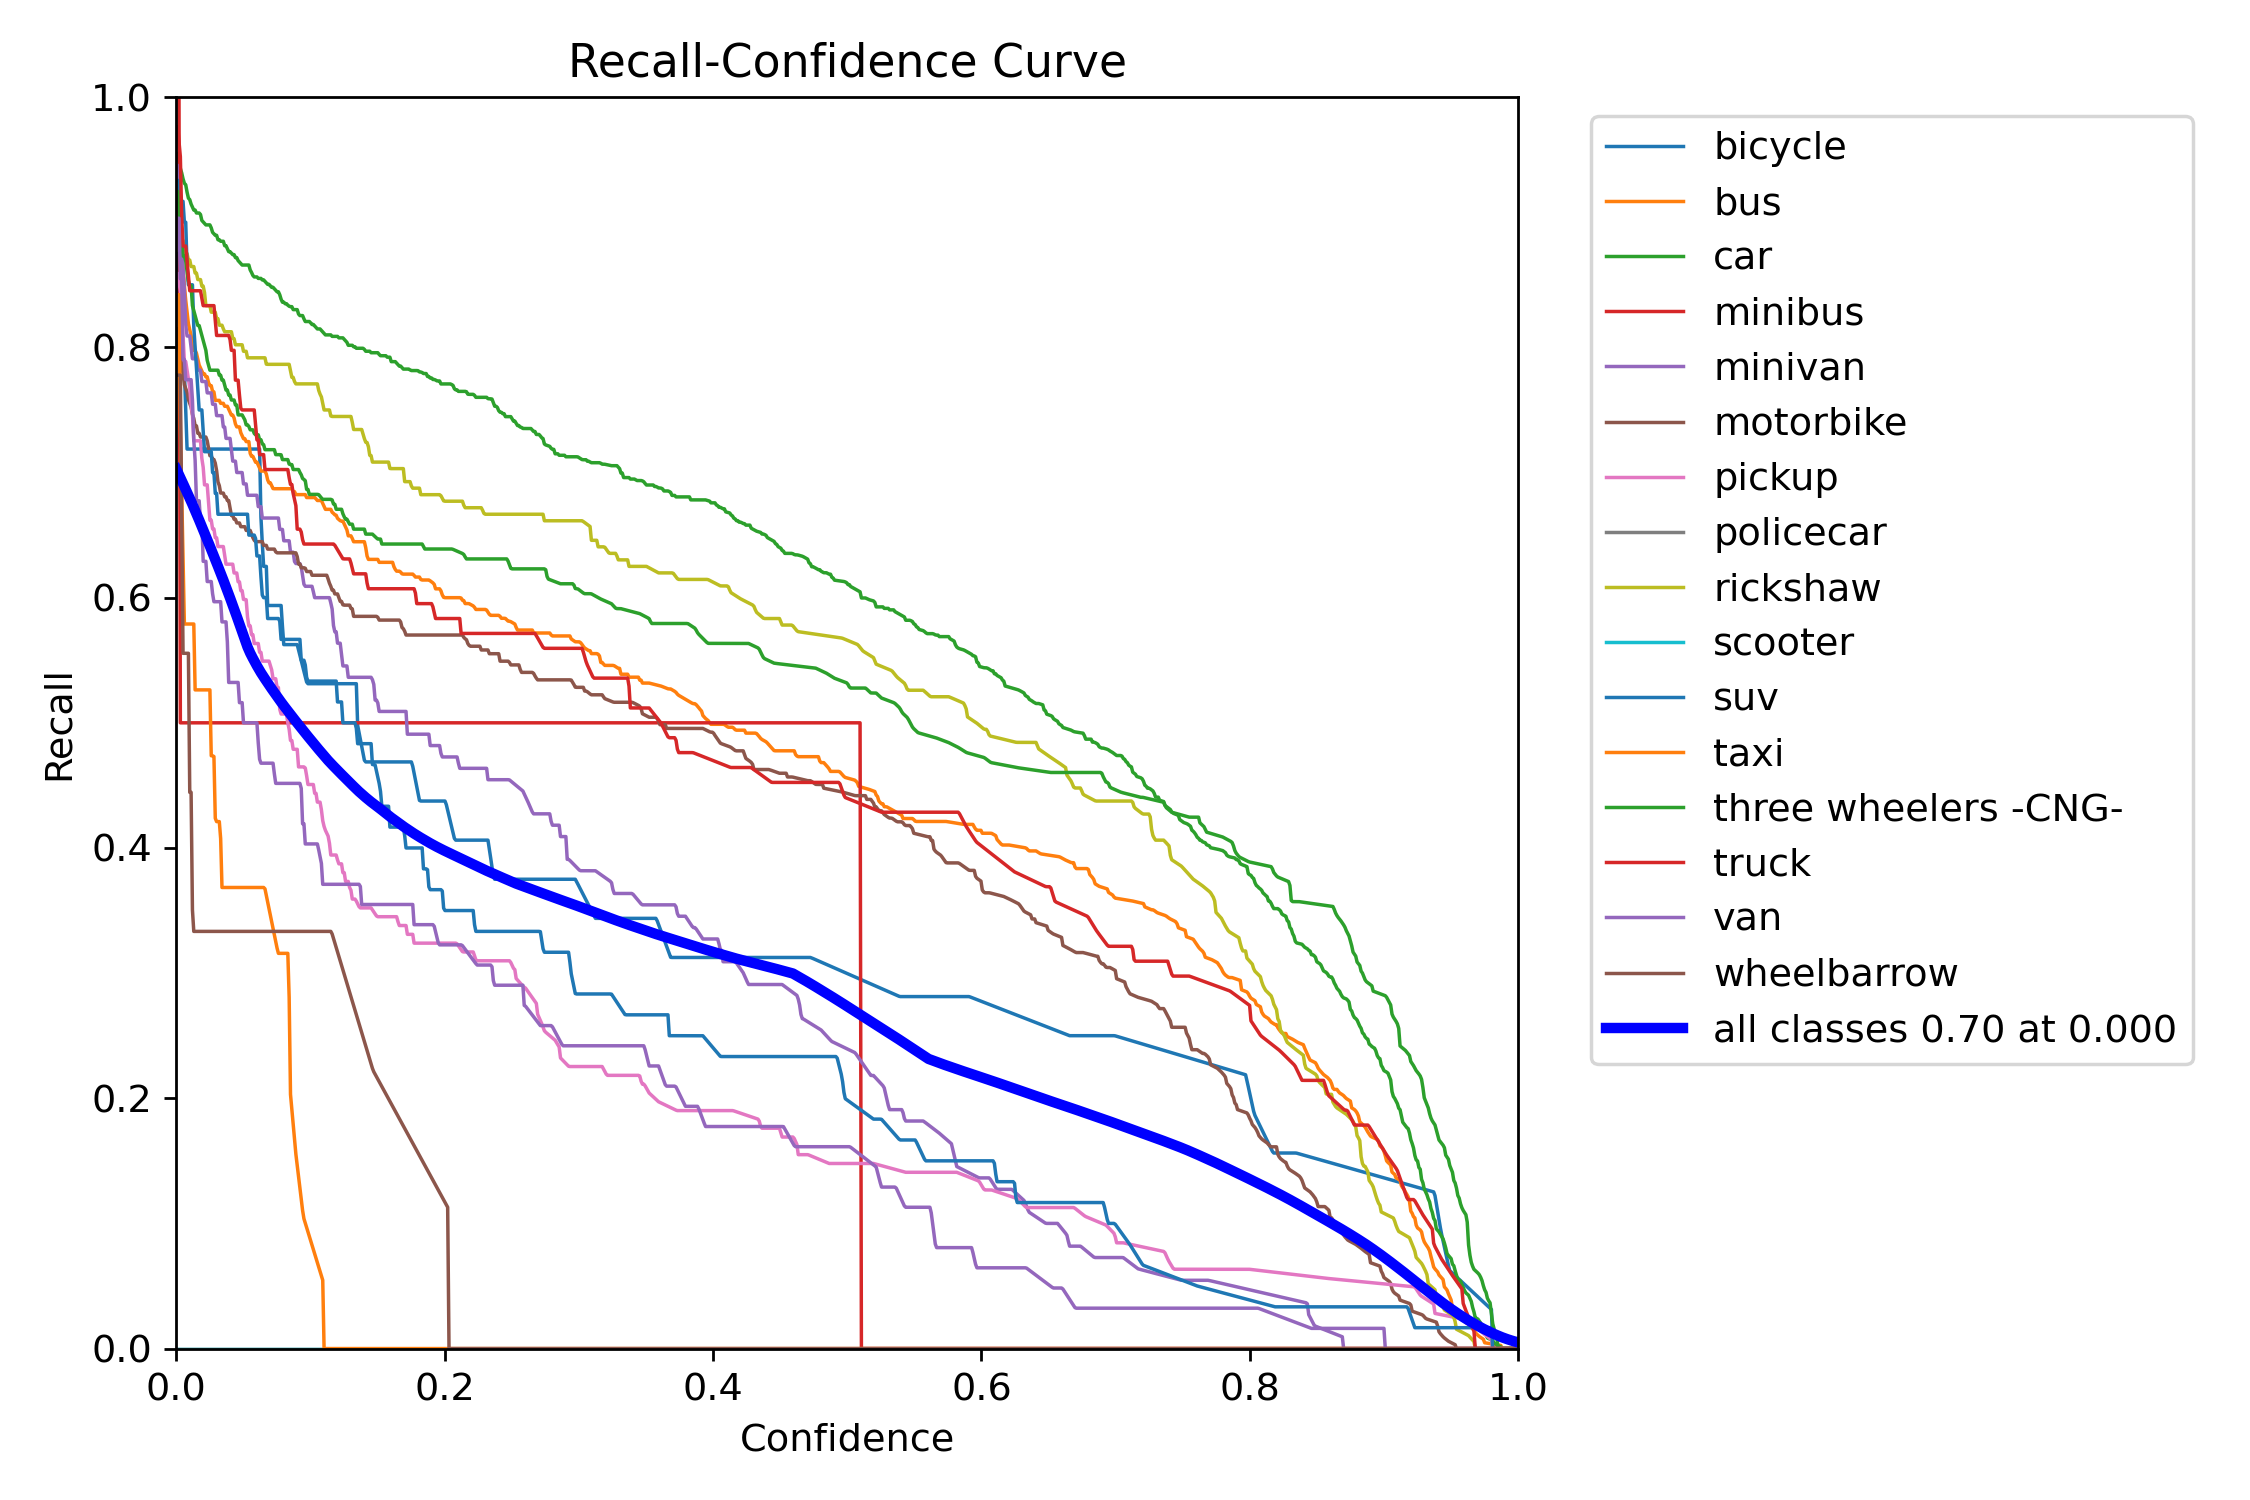 Recall-Confidence Curve
1.0
0.8
0.6
0.4
0.2
0.0
Recall
0.0 0.2 0.4 0.6 0.8 1.0
Confidence
bicycle
bus
car
minibus
minivan
motorbike
pickup
policecar
rickshaw
scooter
suv
taxi
three wheelers -CNG-
truck
van
wheelbarrow
all classes 0.70 at 0.000